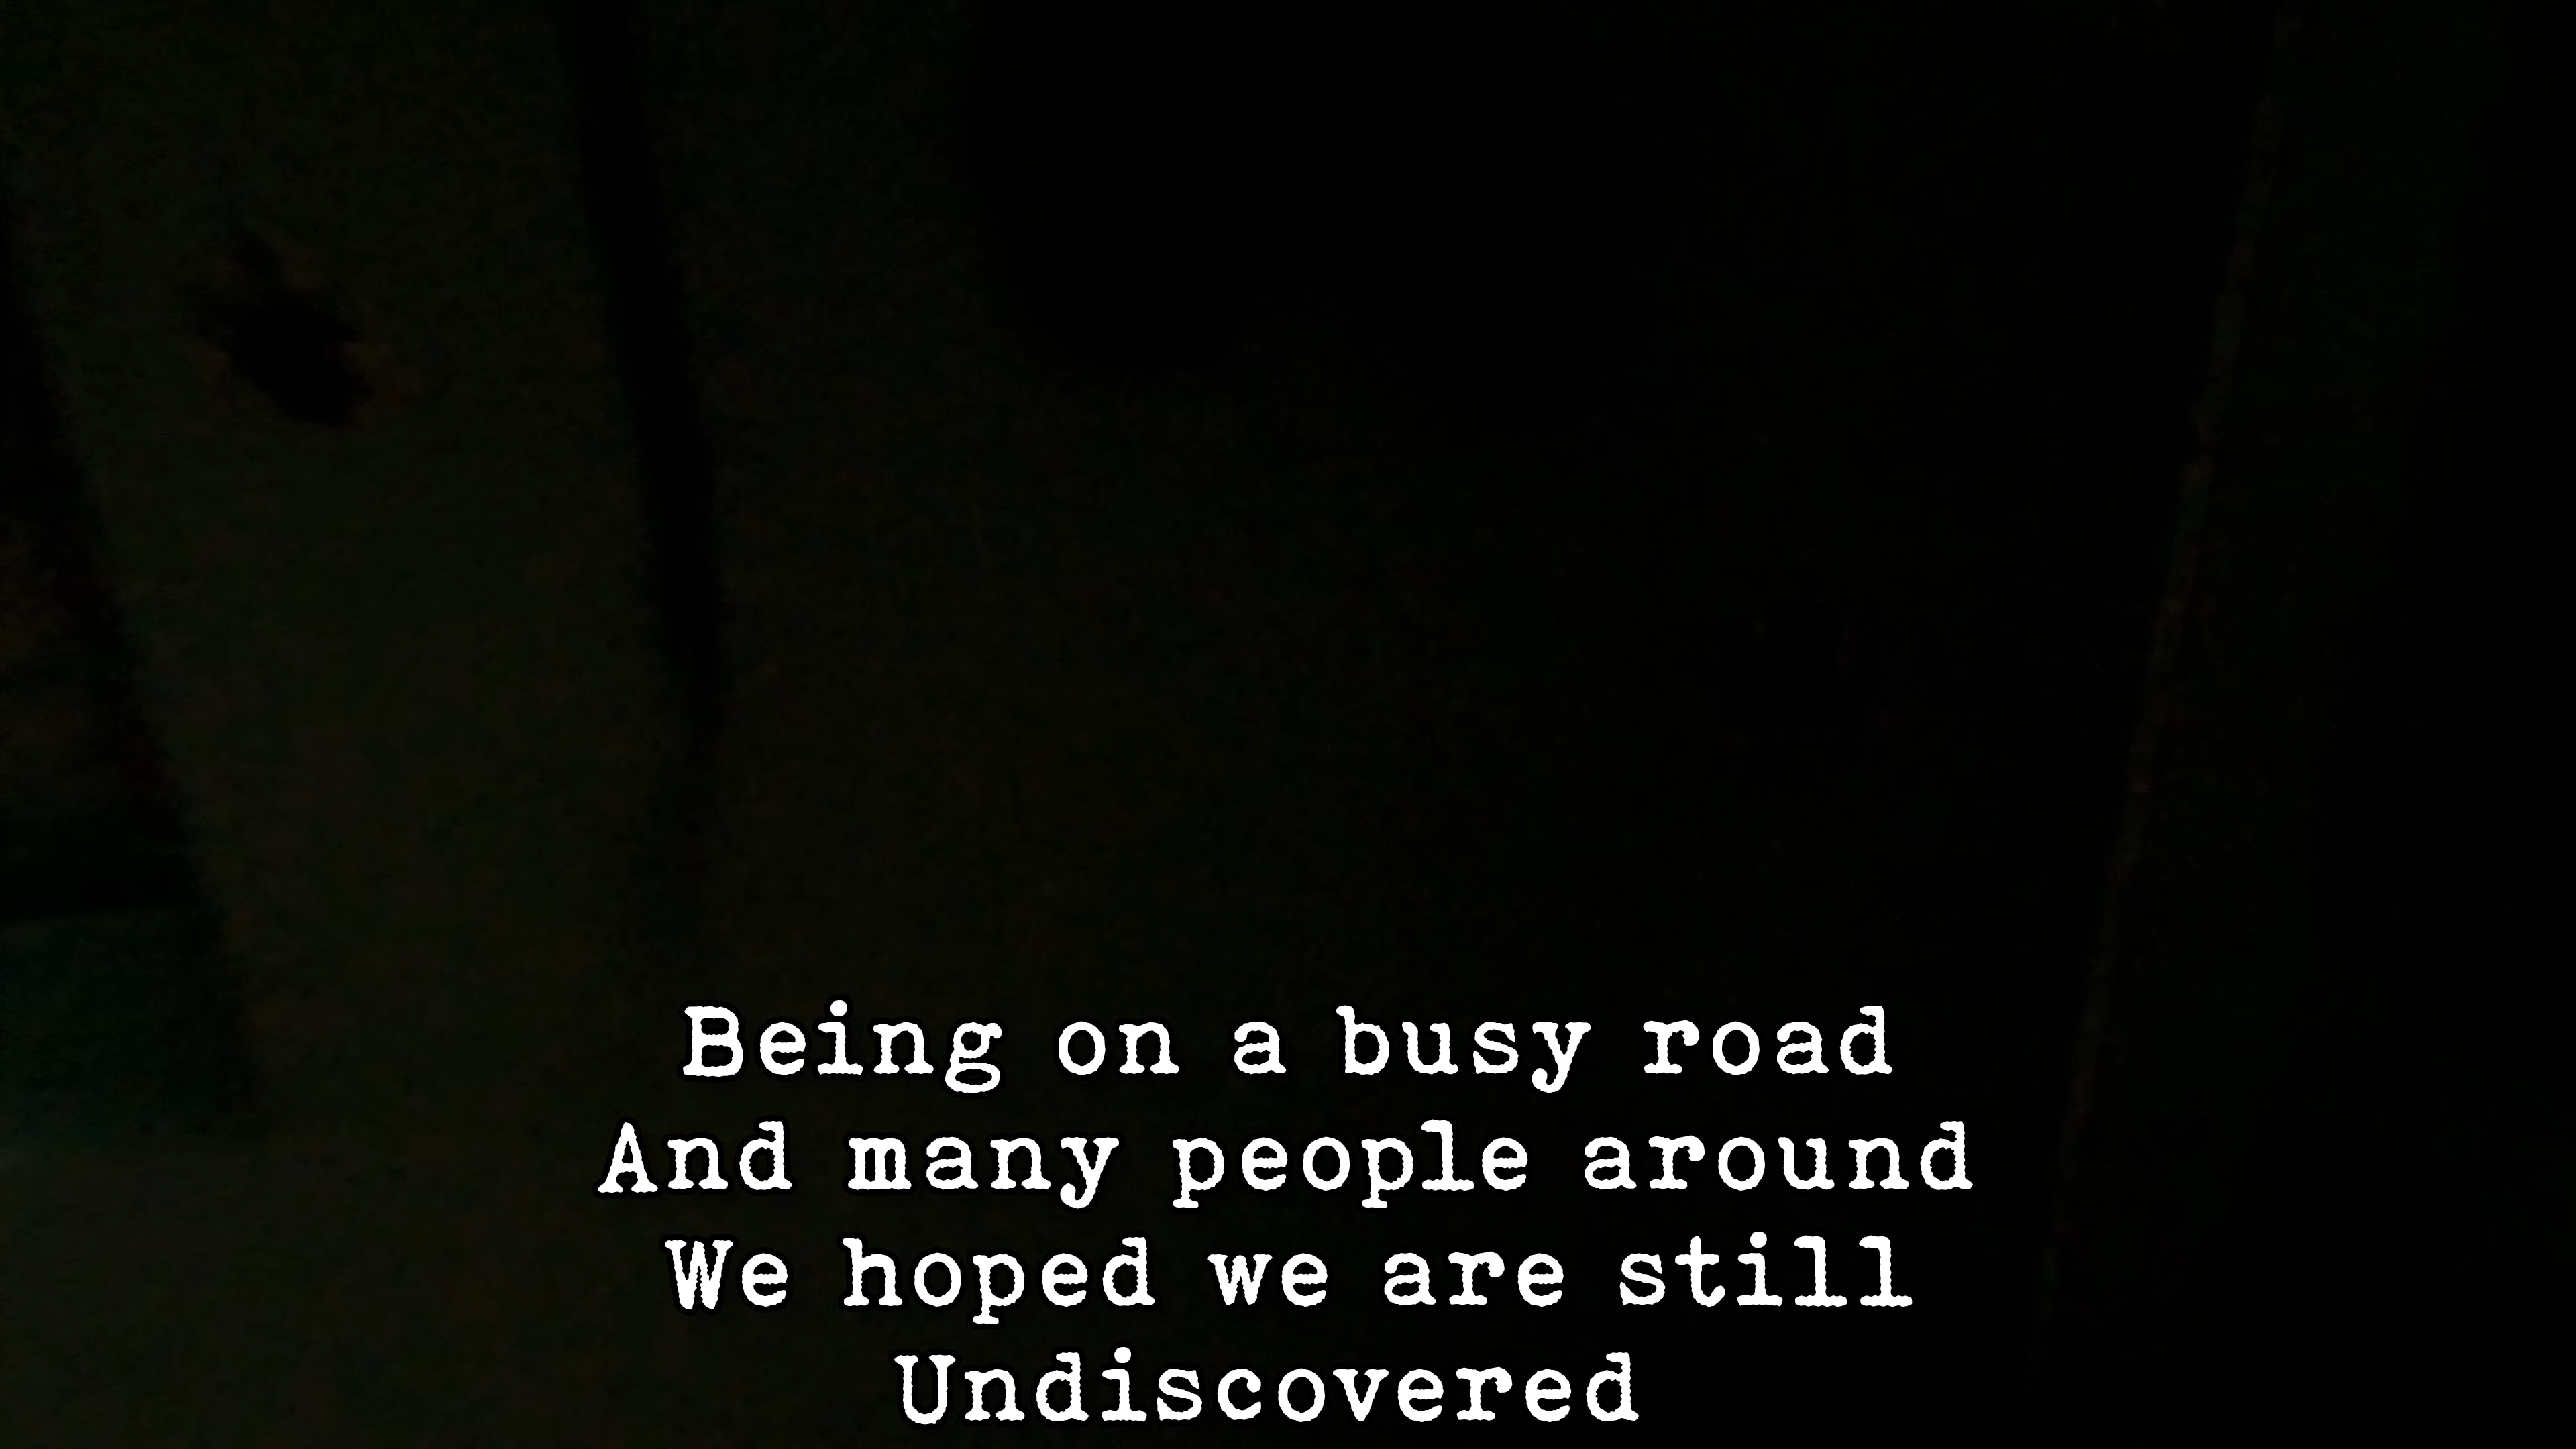 Being on a busy road
And many people around
We hoped we are still
Undiscovered